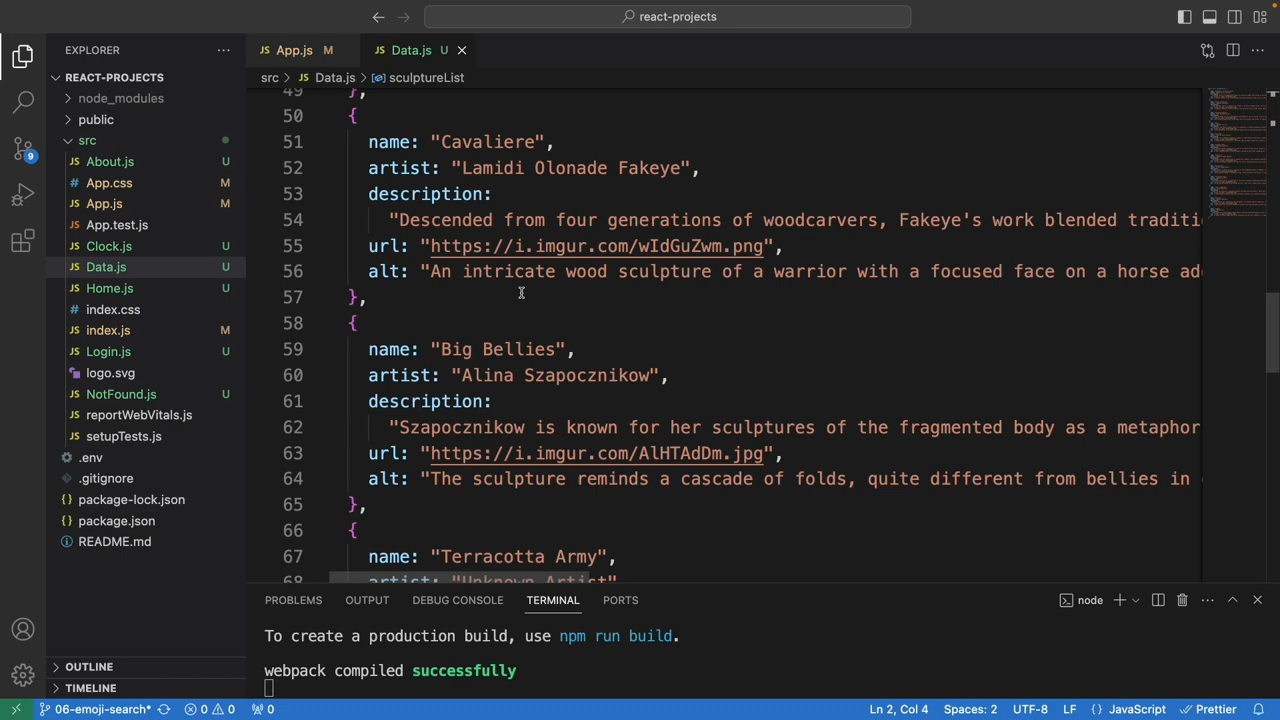 react-projects
EXPLORER
App.js M
Data.js U
REACT-PROJECTS
src > JS Data.js > sculptureList
node_modules
public
src
JS About.js U
# App.css M
JS App.js M
JS App.test.js
JS Clock.js U
JS Data.js U
JS Home.js U
# index.css
JS index.js M
JS Login.js U
logo.svg
JS NotFound.js U
JS reportWebVitals.js
JS setupTests.js
.env
.gitignore
{} package-lock.json
{} package.json
README.md
OUTLINE
TIMELINE
9
49 },
50 {
51 name: "Cavaliere",
52 artist: "Lamidi Olonade Fakeye",
53 description:
54 "Descended from four generations of woodcarvers, Fakeye's work blended traditi
55 url: "https://i.imgur.com/wIdGuZwm.png",
56 alt: "An intricate wood sculpture of a warrior with a focused face on a horse ad
57 },
58 {
59 name: "Big Bellies",
60 artist: "Alina Szapocznikow",
61 description:
62 "Szapocznikow is known for her sculptures of the fragmented body as a metaphor
63 url: "https://i.imgur.com/AlHTAdDm.jpg",
64 alt: "The sculpture reminds a cascade of folds, quite different from bellies in
65 },
66 {
67 name: "Terracotta Army",
68 artist: "Unknown Artist"
PROBLEMS OUTPUT DEBUG CONSOLE TERMINAL PORTS
node
To create a production build, use npm run build.
webpack compiled successfully
06-emoji-search* 0 0 0
Ln 2, Col 4 Spaces: 2 UTF-8 LF {} JavaScript Prettier